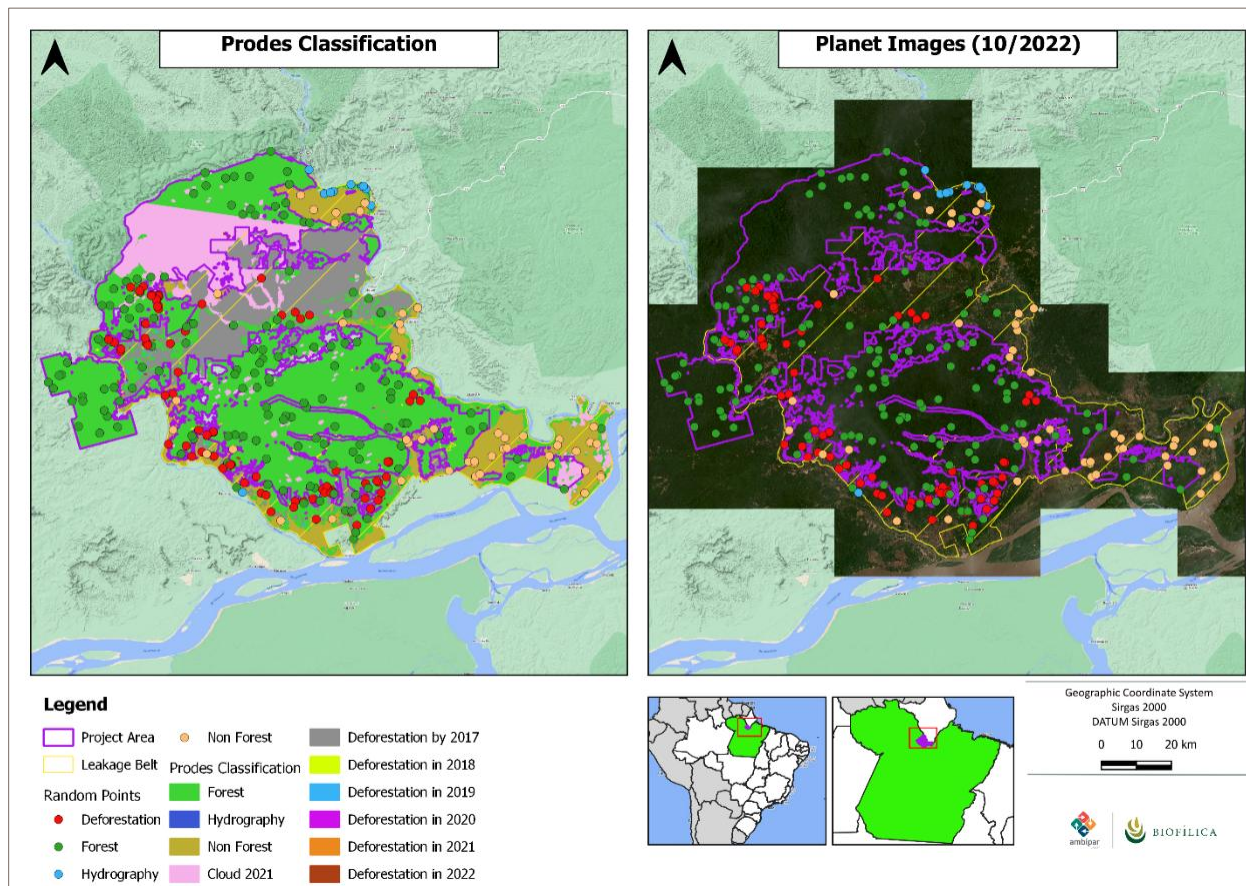 Prodes Classification
Planet Images (10/2022)
Legend
Project Area
Leakage Belt
Random Points
Deforestation
Forest
Hydrography
Non Forest
Prodes Classification
Forest
Hydrography
Non Forest
Cloud 2021
Deforestation by 2017
Deforestation in 2018
Deforestation in 2019
Deforestation in 2020
Deforestation in 2021
Deforestation in 2022
Geographic Coordinate System
Sirgas 2000
DATUM Sirgas 2000
0 10 20 km
ambipar
BIOFÍLICA